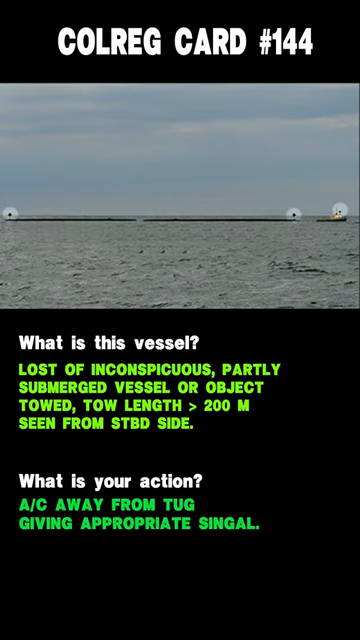 COLREG CARD #144
What is this vessel?
LOST OF INCONSPICUOUS, PARTLY
SUBMERGED VESSEL OR OBJECT
TOWED, TOW LENGTH > 200 M
SEEN FROM STBD SIDE.
What is your action?
A/C AWAY FROM TUG
GIVING APPROPRIATE SINGAL.